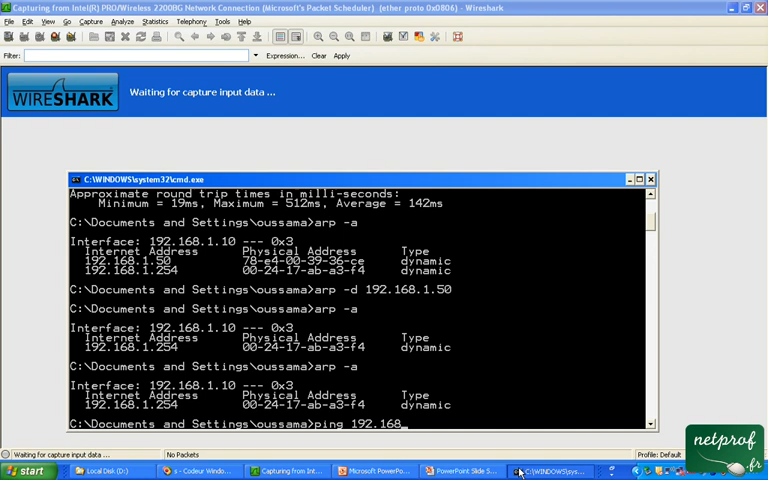 Capturing from Intel(R) PRO/Wireless 2200BG Network Connection (Microsoft's Packet Scheduler)  (ether proto 0x0806)  - Wireshark
File Edit View Go Capture Analyze Statistics Telephony Tools Help
Filter: Expression... Clear Apply
WIRESHARK Waiting for capture input data ...
C:\WINDOWS\system32\cmd.exe
Approximate round trip times in milli-seconds:
Minimum = 19ms, Maximum = 512ms, Average = 142ms
C:\Documents and Settings\oussama>arp -a
Interface: 192.168.1.10 --- 0x3
Internet Address Physical Address Type
192.168.1.50 78-e4-00-39-36-ce dynamic
192.168.1.254 00-24-17-ab-a3-f4 dynamic
C:\Documents and Settings\oussama>arp -d 192.168.1.50
C:\Documents and Settings\oussama>arp -a
Interface: 192.168.1.10 --- 0x3
Internet Address Physical Address Type
192.168.1.254 00-24-17-ab-a3-f4 dynamic
C:\Documents and Settings\oussama>arp -a
Interface: 192.168.1.10 --- 0x3
Internet Address Physical Address Type
192.168.1.254 00-24-17-ab-a3-f4 dynamic
C:\Documents and Settings\oussama>ping 192.168_
netprof
.fr
Waiting for capture input data ... No Packets Profile: Default
start Local Disk (D:) s - Codeur Windo... Capturing from Int... Microsoft PowerPo... PowerPoint Slide S... C:\WINDOWS\sys...